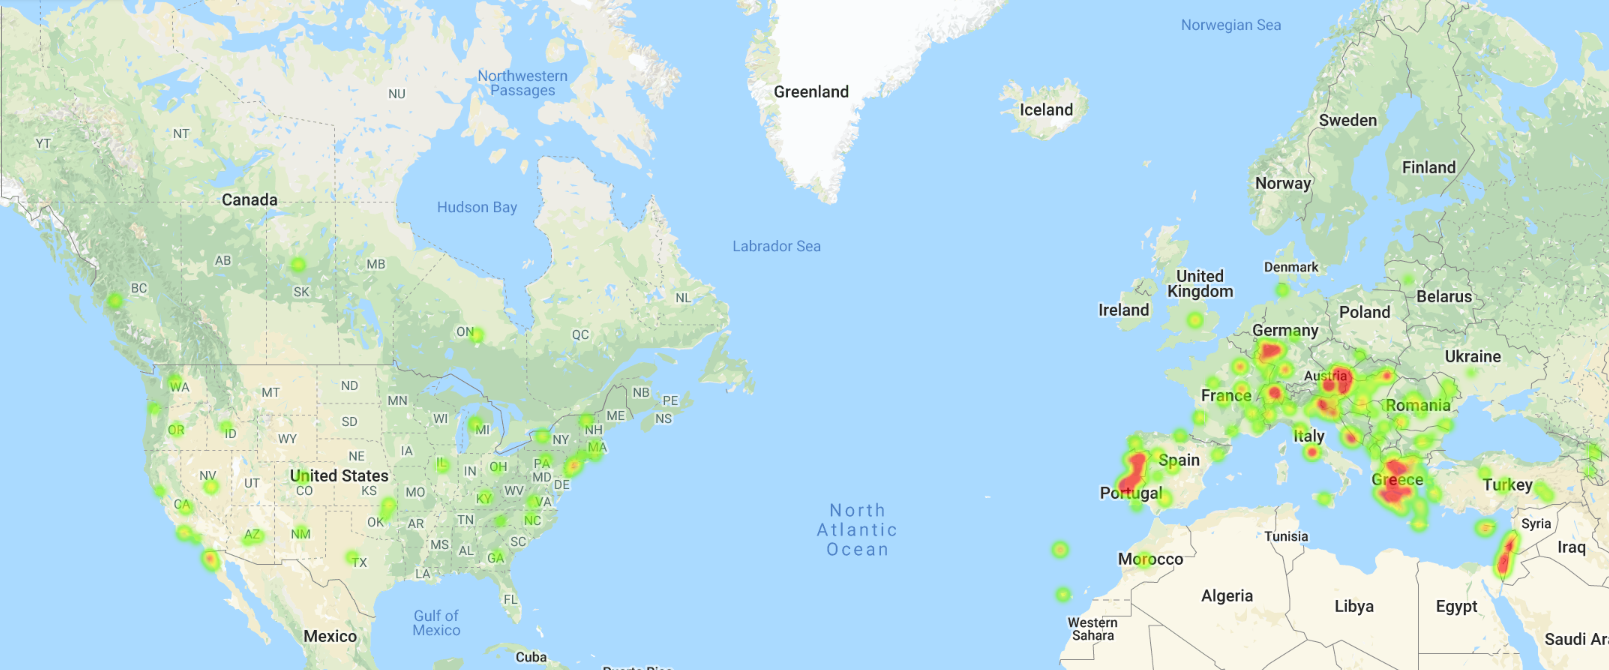 Norwegian Sea
Northwestern
Passages
NU
Greenland
Iceland
Sweden
NT
YT
Finland
Norway
Canada
Hudson Bay
Labrador Sea
AB
MB
BC
SK
NL
Denmark
United
Kingdom
Ireland
Belarus
Poland
ON
QC
Germany
Ukraine
WA
MT
ND
MN
NB
PE
ME
NS
Austria
France
Romania
OR
ID
SD
WI
MI
NH
NY
MA
WY
Italy
NE
IA
IL
IN
OH
PA
Spain
NV
UT
United States
CO
KS
MO
KY
WV
MD
DE
VA
Portugal
Greece
Turkey
CA
AZ
NM
OK
AR
TN
NC
SC
North
Atlantic
Ocean
Syria
Iraq
Tunisia
MS
AL
GA
TX
LA
Morocco
FL
Algeria
Libya
Egypt
Gulf of
Mexico
Western
Sahara
Mexico
Saudi Ar
Cuba